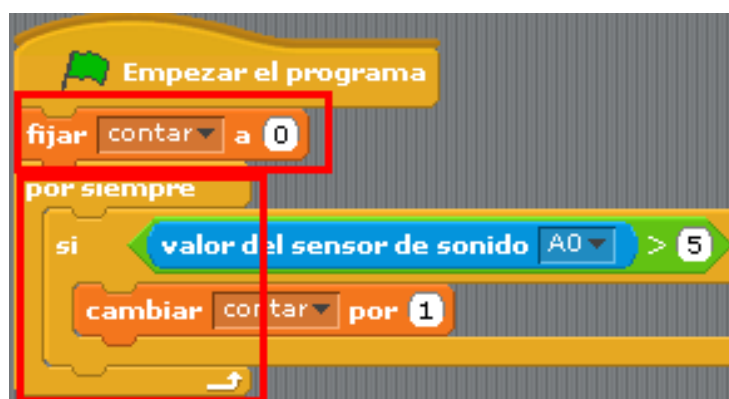 Empezar el programa
fijar contar a 0
por siempre
si valor del sensor de sonido A0 > 5
cambiar contar por 1